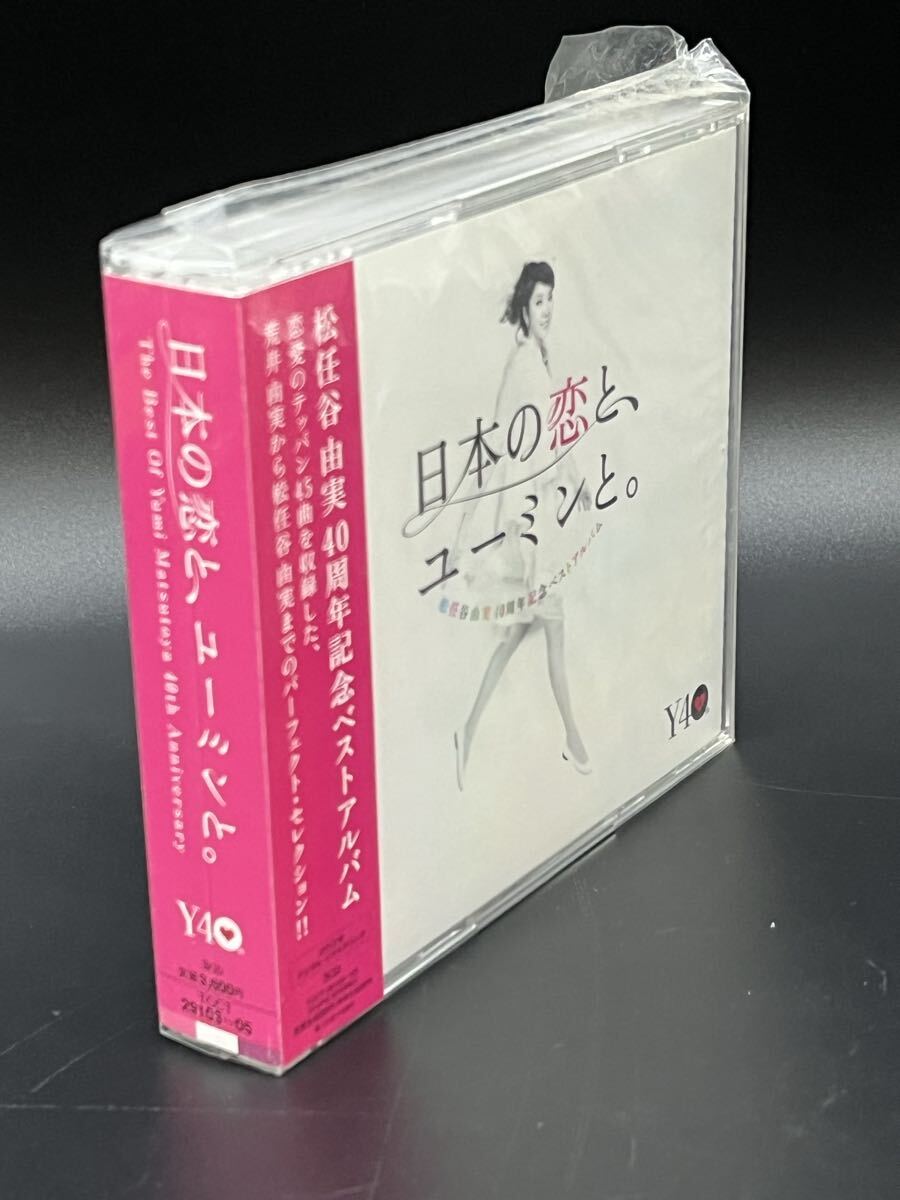 日本の恋と、ユーミンと。
The Best Of Yumi Matsutoya 40th Anniversary
Y40
3CD
TOCT
29103-05
松任谷由実 40周年記念ベストアルバム
恋愛のテッパン45曲を収録した、
荒井由実から松任谷由実までのパーフェクト・セレクション!!
3CD
日本の恋と、
ユーミンと。
松任谷由実 40周年記念ベストアルバム
Y40